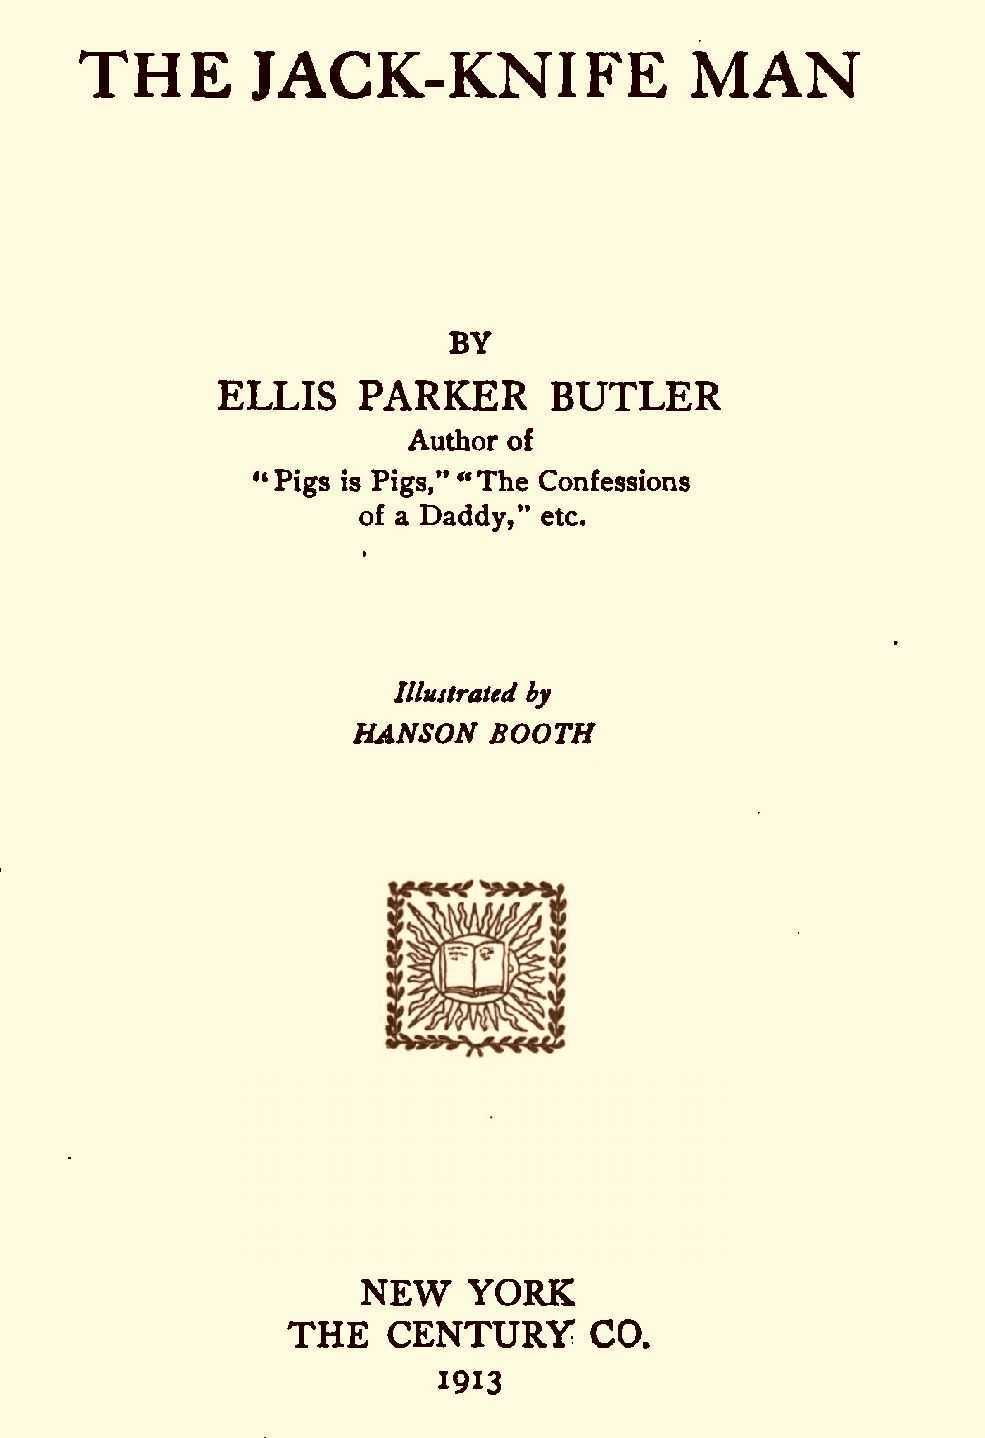 THE JACK-KNIFE MAN
BY
ELLIS PARKER BUTLER
Author of
"Pigs is Pigs," "The Confessions
of a Daddy," etc.
Illustrated by
HANSON BOOTH
NEW YORK
THE CENTURY CO.
1913